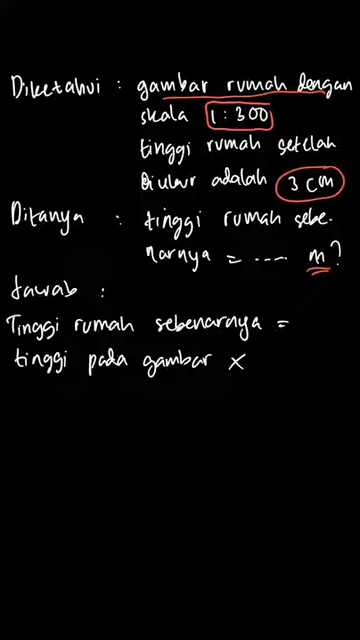 Diketahui : gambar rumah dengan
skala 1 : 300
tinggi rumah setelah
diukur adalah 3 cm
Ditanya : tinggi rumah sebe-
narnya = .... m?
Jawab :
Tinggi rumah sebenarnya =
tinggi pada gambar x